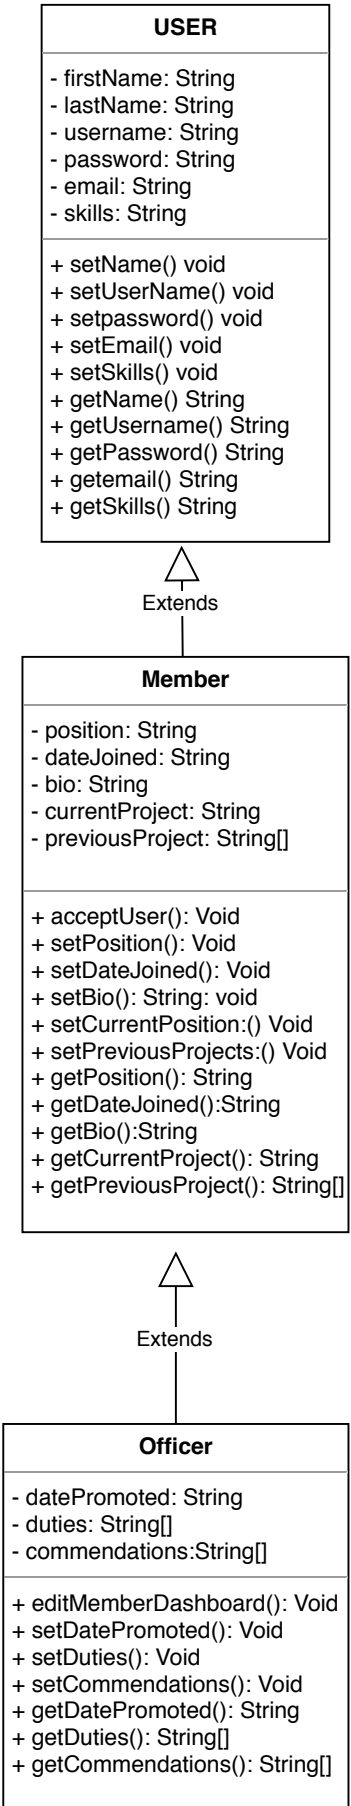 USER
- firstName: String
- lastName: String
- username: String
- password: String
- email: String
- skills: String
+ setName() void
+ setUserName() void
+ setpassword() void
+ setEmail() void
+ setSkills() void
+ getName() String
+ getUsername() String
+ getPassword() String
+ getemail() String
+ getSkills() String
Extends
Member
- position: String
- dateJoined: String
- bio: String
- currentProject: String
- previousProject: String[]
+ acceptUser(): Void
+ setPosition(): Void
+ setDateJoined(): Void
+ setBio(): String: void
+ setCurrentPosition:() Void
+ setPreviousProjects:() Void
+ getPosition(): String
+ getDateJoined():String
+ getBio():String
+ getCurrentProject(): String
+ getPreviousProject(): String[]
Extends
Officer
- datePromoted: String
- duties: String[]
- commendations:String[]
+ editMemberDashboard(): Void
+ setDatePromoted(): Void
+ setDuties(): Void
+ setCommendations(): Void
+ getDatePromoted(): String
+ getDuties(): String[]
+ getCommendations(): String[]